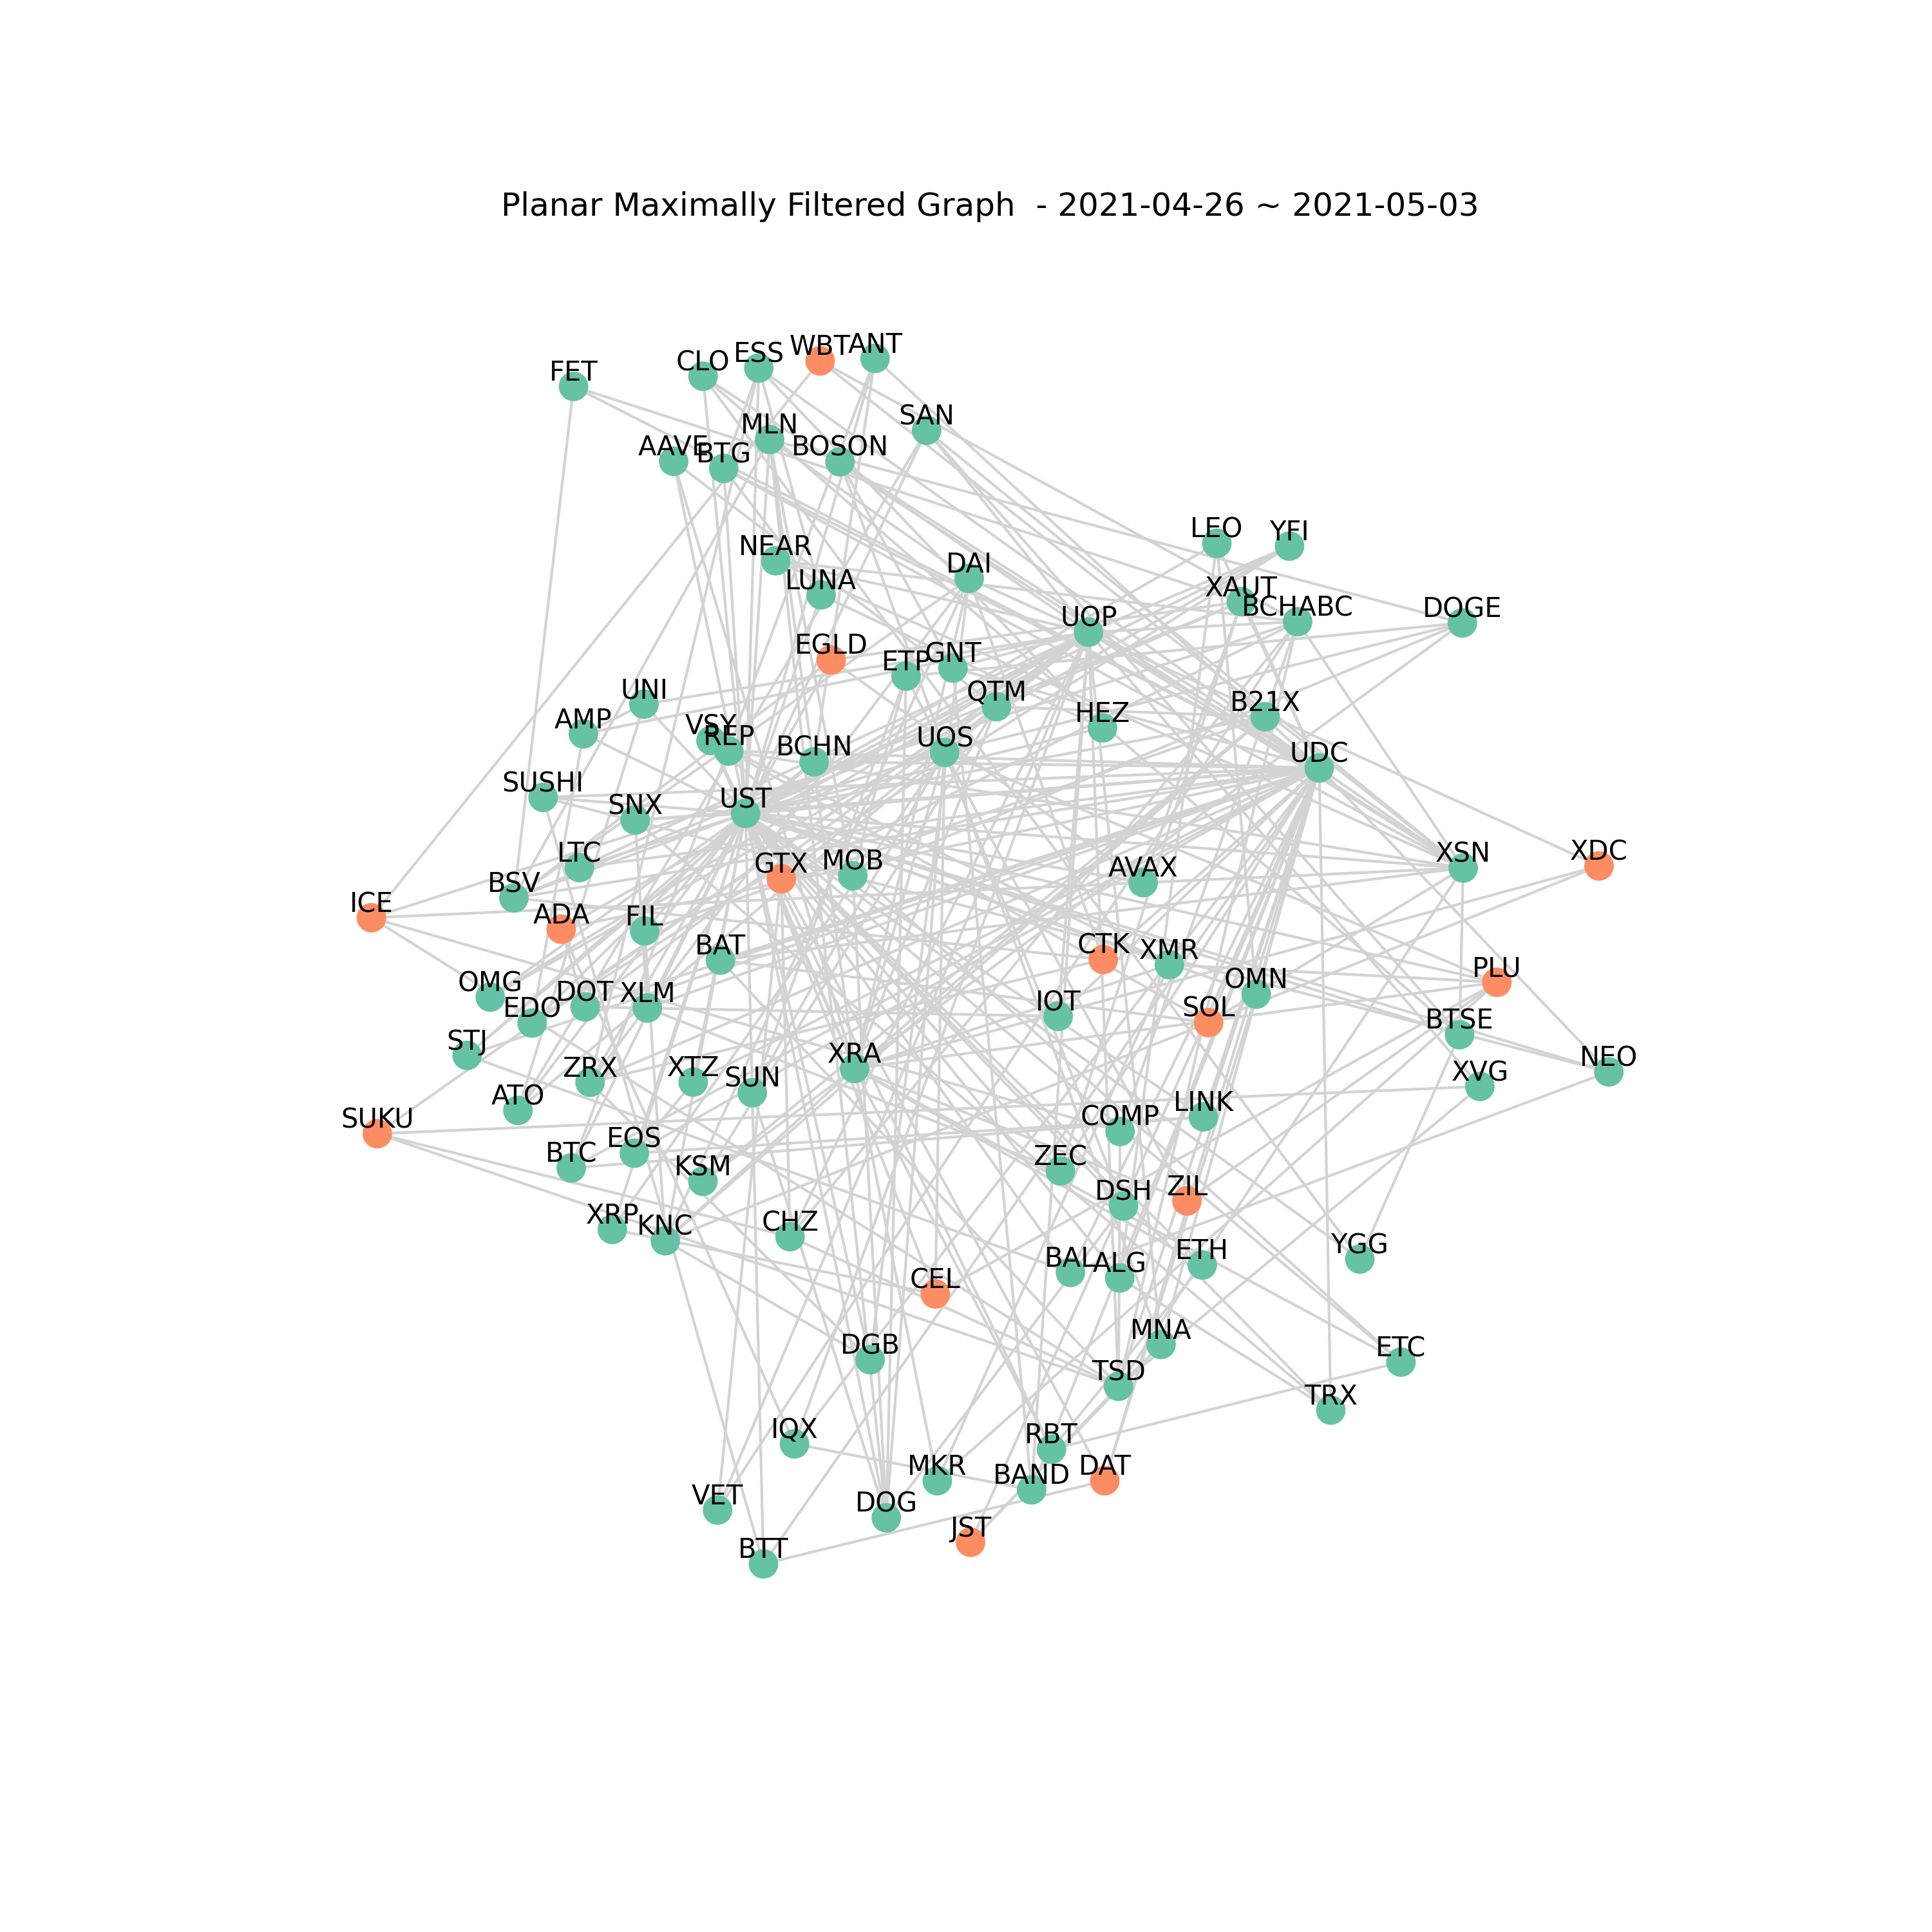 Planar Maximally Filtered Graph  - 2021-04-26 ~ 2021-05-03
WBT
ANT
ESS
CLO
FET
SAN
MLN
AAVE
BTG
BOSON
LEO
YFI
NEAR
DAI
LUNA
XAUT
BCHABC
DOGE
UOP
EGLD
GNT
ETP
UNI
QTM
B21X
HEZ
AMP
VSY
REP
UOS
BCHN
UDC
SUSHI
UST
SNX
XDC
XSN
LTC
GTX
MOB
AVAX
BSV
ICE
ADA
FIL
BAT
CTK
XMR
PLU
OMG
OMN
DOT
XLM
EDO
IOT
SOL
BTSE
STJ
XRA
NEO
ZRX
XTZ
SUN
XVG
ATO
LINK
SUKU
COMP
EOS
BTC
ZEC
KSM
DSH
ZIL
XRP
KNC
CHZ
YGG
ETH
BAL
ALG
CEL
MNA
DGB
ETC
TSD
TRX
IQX
RBT
MKR
DAT
BAND
VET
DOG
JST
BTT